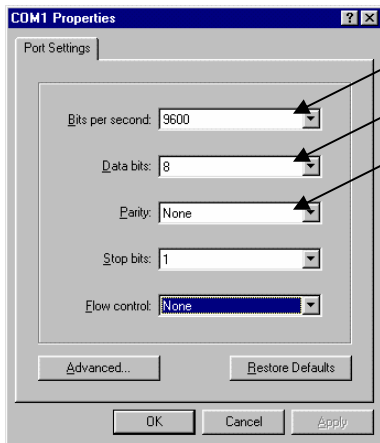 COM1 Properties
Port Settings
Bits per second: 9600
Data bits: 8
Parity: None
Stop bits: 1
Flow control: None
Advanced... Restore Defaults
OK Cancel Apply